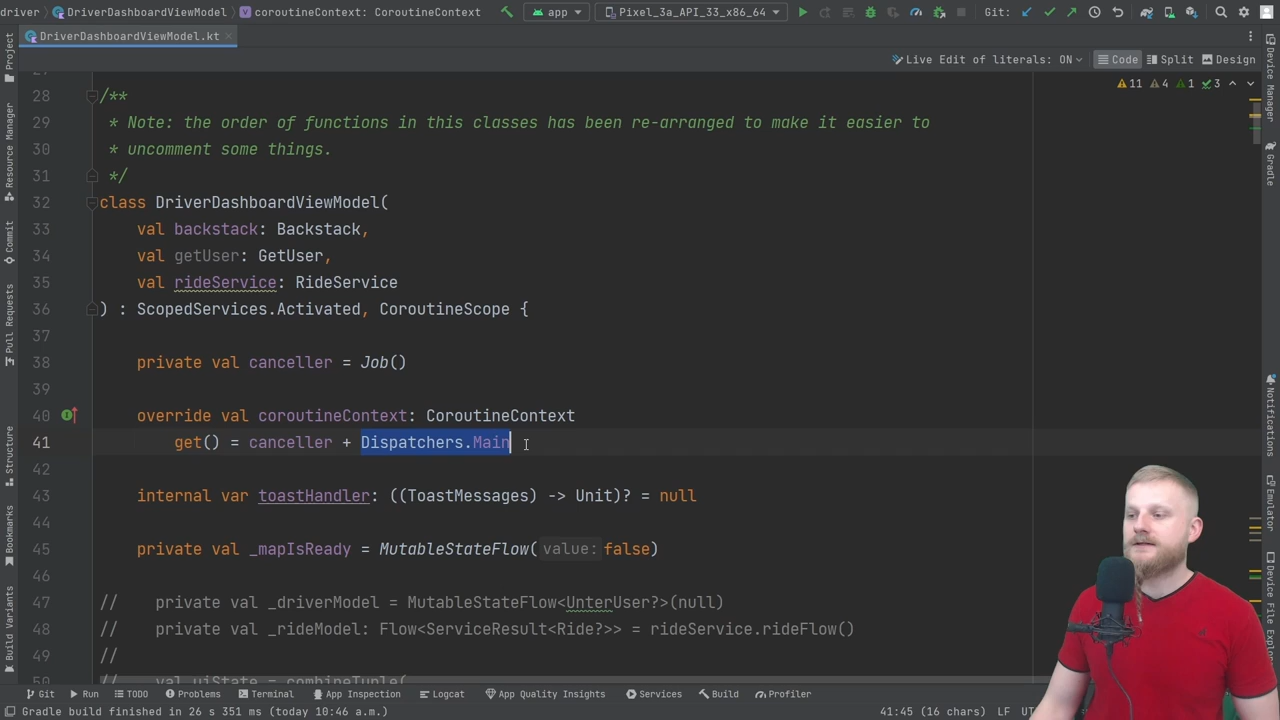 driver
DriverDashboardViewModel
coroutineContext: CoroutineContext
app
Pixel_3a_API_33_x86_64
Git:
DriverDashboardViewModel.kt
Live Edit of literals: ON
Code
Split
Design
11
4
1
3
Project
Resource Manager
Commit
Pull Requests
Structure
Bookmarks
Build Variants
28 /**
29 * Note: the order of functions in this classes has been re-arranged to make it easier to
30 * uncomment some things.
31 */
32 class DriverDashboardViewModel(
33 val backstack: Backstack,
34 val getUser: GetUser,
35 val rideService: RideService
36 ) : ScopedServices.Activated, CoroutineScope {
37
38 private val canceller = Job()
39
40 override val coroutineContext: CoroutineContext
41 get() = canceller + Dispatchers.Main
42
43 internal var toastHandler: ((ToastMessages) -> Unit)? = null
44
45 private val _mapIsReady = MutableStateFlow( value: false)
46
47 // private val _driverModel = MutableStateFlow<UnterUser?>(null)
48 // private val _rideModel: Flow<ServiceResult<Ride?>> = rideService.rideFlow()
49 //
// val uiState = combineTuple(
Device Manager
Gradle
Notifications
Emulator
Device File Explorer
Git
Run
TODO
Problems
Terminal
App Inspection
Logcat
App Quality Insights
Services
Build
Profiler
Gradle build finished in 26 s 351 ms (today 10:46 a.m.)
41:45 (16 chars)
LF